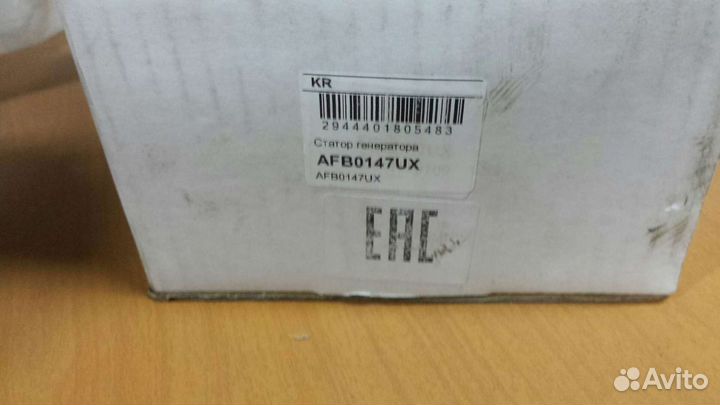 KR
2944401805483
Статор генератора
AFB0147UX
AFB0147UX
EAC
Avito